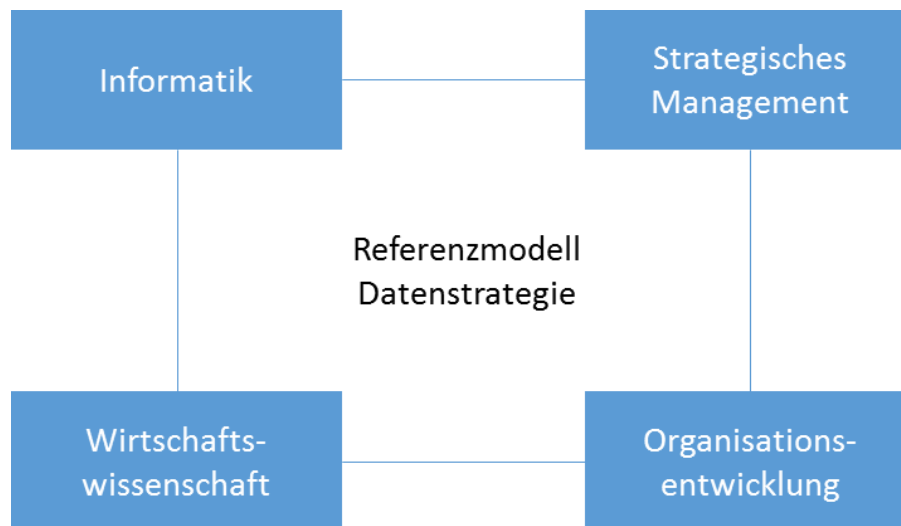 Informatik
Strategisches
Management
Referenzmodell
Datenstrategie
Wirtschafts-
wissenschaft
Organisations-
entwicklung